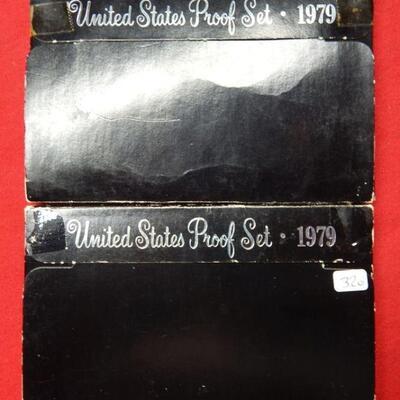 United States Proof Set · 1979
United States Proof Set · 1979
320